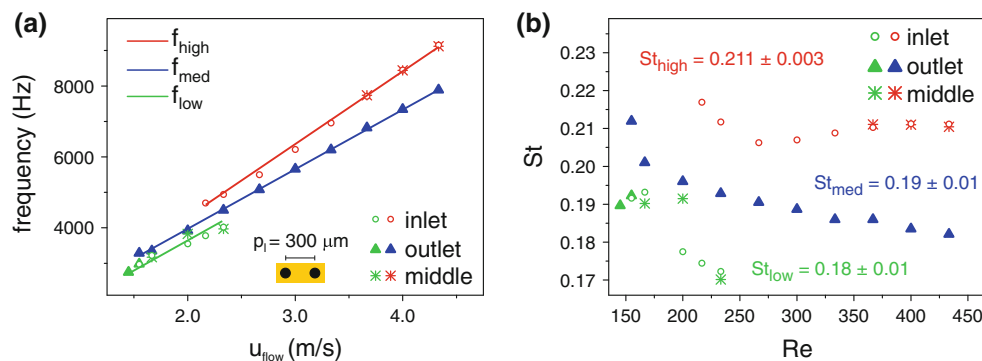 (a)
f_high
f_med
f_low
frequency (Hz)
8000
6000
4000
2.0
3.0
4.0
u_flow (m/s)
p_l = 300 μm
inlet
outlet
middle
(b)
St
0.23
0.22
0.21
0.20
0.19
0.18
0.17
150
200
250
300
350
400
450
Re
inlet
outlet
middle
St_high = 0.211 ± 0.003
St_med = 0.19 ± 0.01
St_low = 0.18 ± 0.01